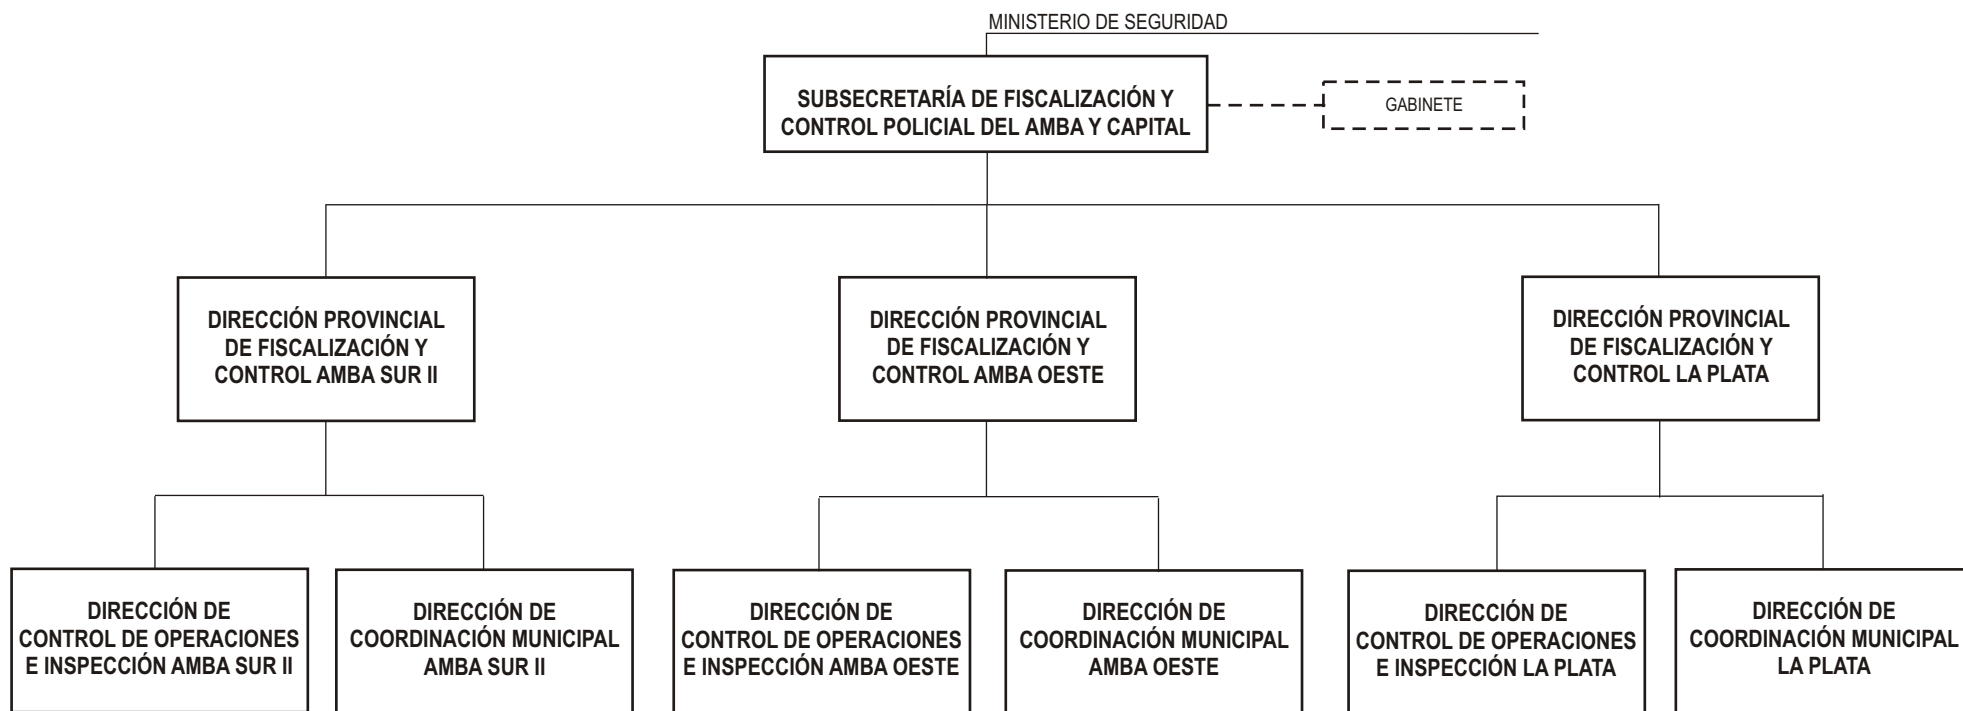 MINISTERIO DE SEGURIDAD
SUBSECRETARÍA DE FISCALIZACIÓN Y
CONTROL POLICIAL DEL AMBA Y CAPITAL
GABINETE
DIRECCIÓN PROVINCIAL
DE FISCALIZACIÓN Y
CONTROL AMBA SUR II
DIRECCIÓN PROVINCIAL
DE FISCALIZACIÓN Y
CONTROL AMBA OESTE
DIRECCIÓN PROVINCIAL
DE FISCALIZACIÓN Y
CONTROL LA PLATA
DIRECCIÓN DE
CONTROL DE OPERACIONES
E INSPECCIÓN AMBA SUR II
DIRECCIÓN DE
COORDINACIÓN MUNICIPAL
AMBA SUR II
DIRECCIÓN DE
CONTROL DE OPERACIONES
E INSPECCIÓN AMBA OESTE
DIRECCIÓN DE
COORDINACIÓN MUNICIPAL
AMBA OESTE
DIRECCIÓN DE
CONTROL DE OPERACIONES
E INSPECCIÓN LA PLATA
DIRECCIÓN DE
COORDINACIÓN MUNICIPAL
LA PLATA